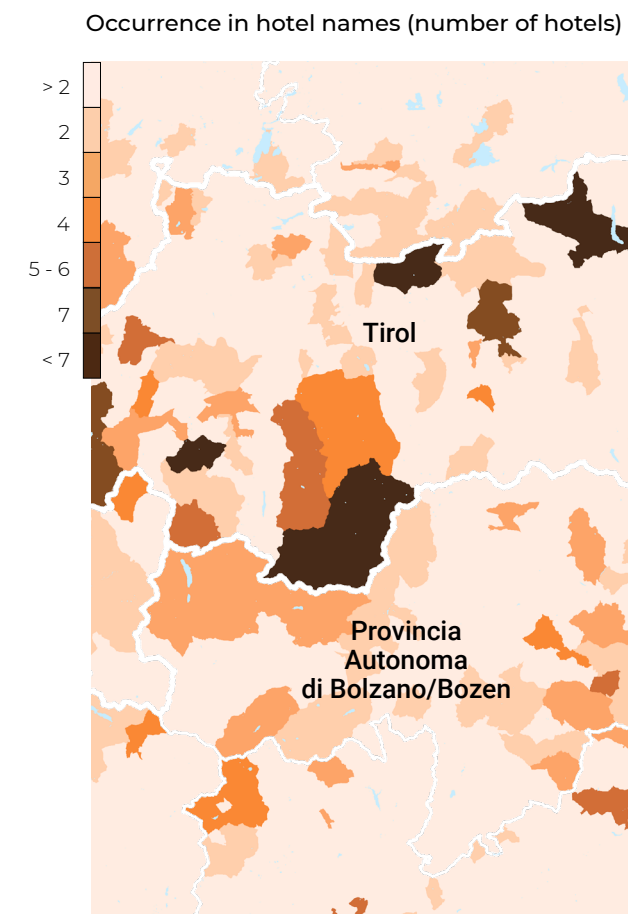 Occurrence in hotel names (number of hotels)
> 2
2
3
4
5 - 6
7
< 7
Tirol
Provincia
Autonoma
di Bolzano/Bozen